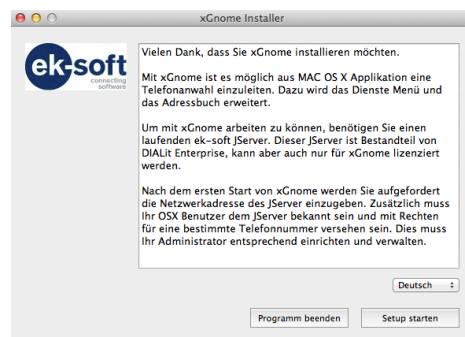 xGnome Installer
ek-soft
connecting
software
Vielen Dank, dass Sie xGnome installieren möchten.
Mit xGnome ist es möglich aus MAC OS X Applikation eine
Telefonanwahl einzuleiten. Dazu wird das Dienste Menü und
das Adressbuch erweitert.
Um mit xGnome arbeiten zu können, benötigen Sie einen
laufenden ek-soft JServer. Dieser JServer ist Bestandteil von
DIALit Enterprise, kann aber auch nur für xGnome lizenziert
werden.
Nach dem ersten Start von xGnome werden Sie aufgefordert
die Netzwerkadresse des JServer einzugeben. Zusätzlich muss
Ihr OSX Benutzer dem JServer bekannt sein und mit Rechten
für eine bestimmte Telefonnummer versehen sein. Dies muss
Ihr Administrator entsprechend einrichten und verwalten.
Deutsch
Programm beenden
Setup starten